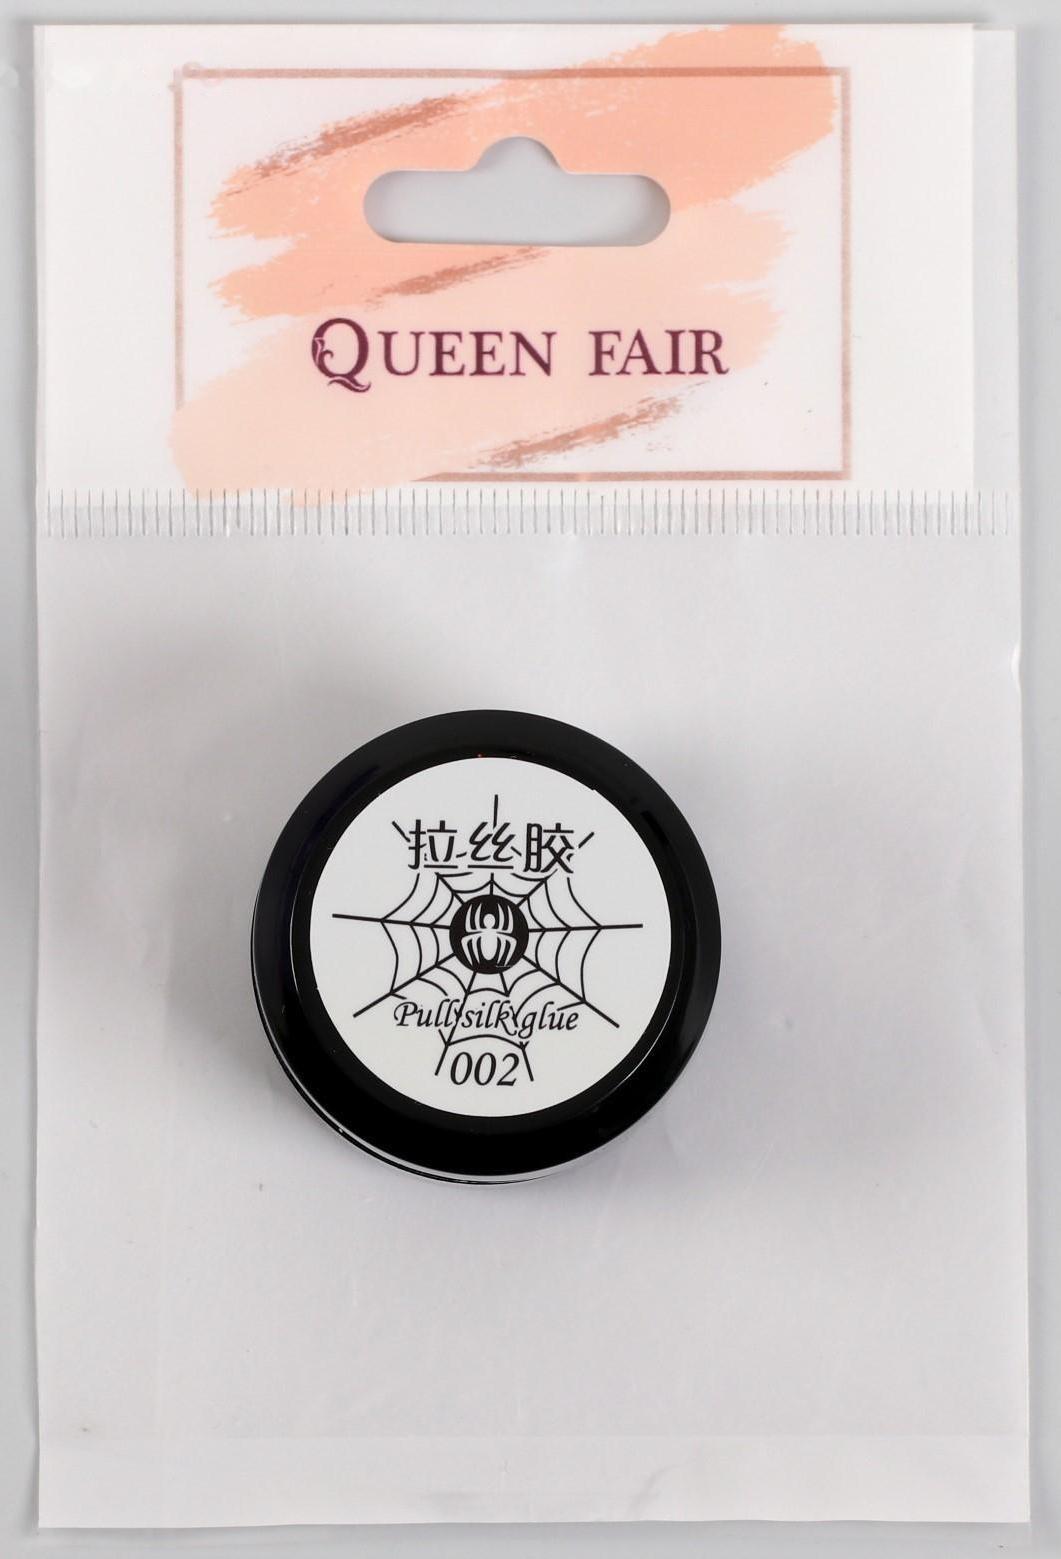 QUEEN FAIR
拉丝胶
Pull silk glue
002